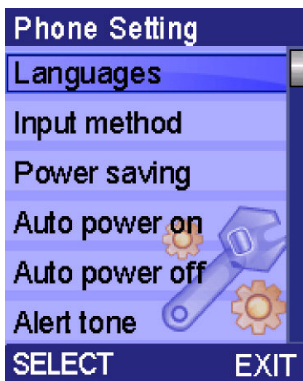 Phone Setting
Languages
Input method
Power saving
Auto power on
Auto power off
Alert tone
SELECT EXIT